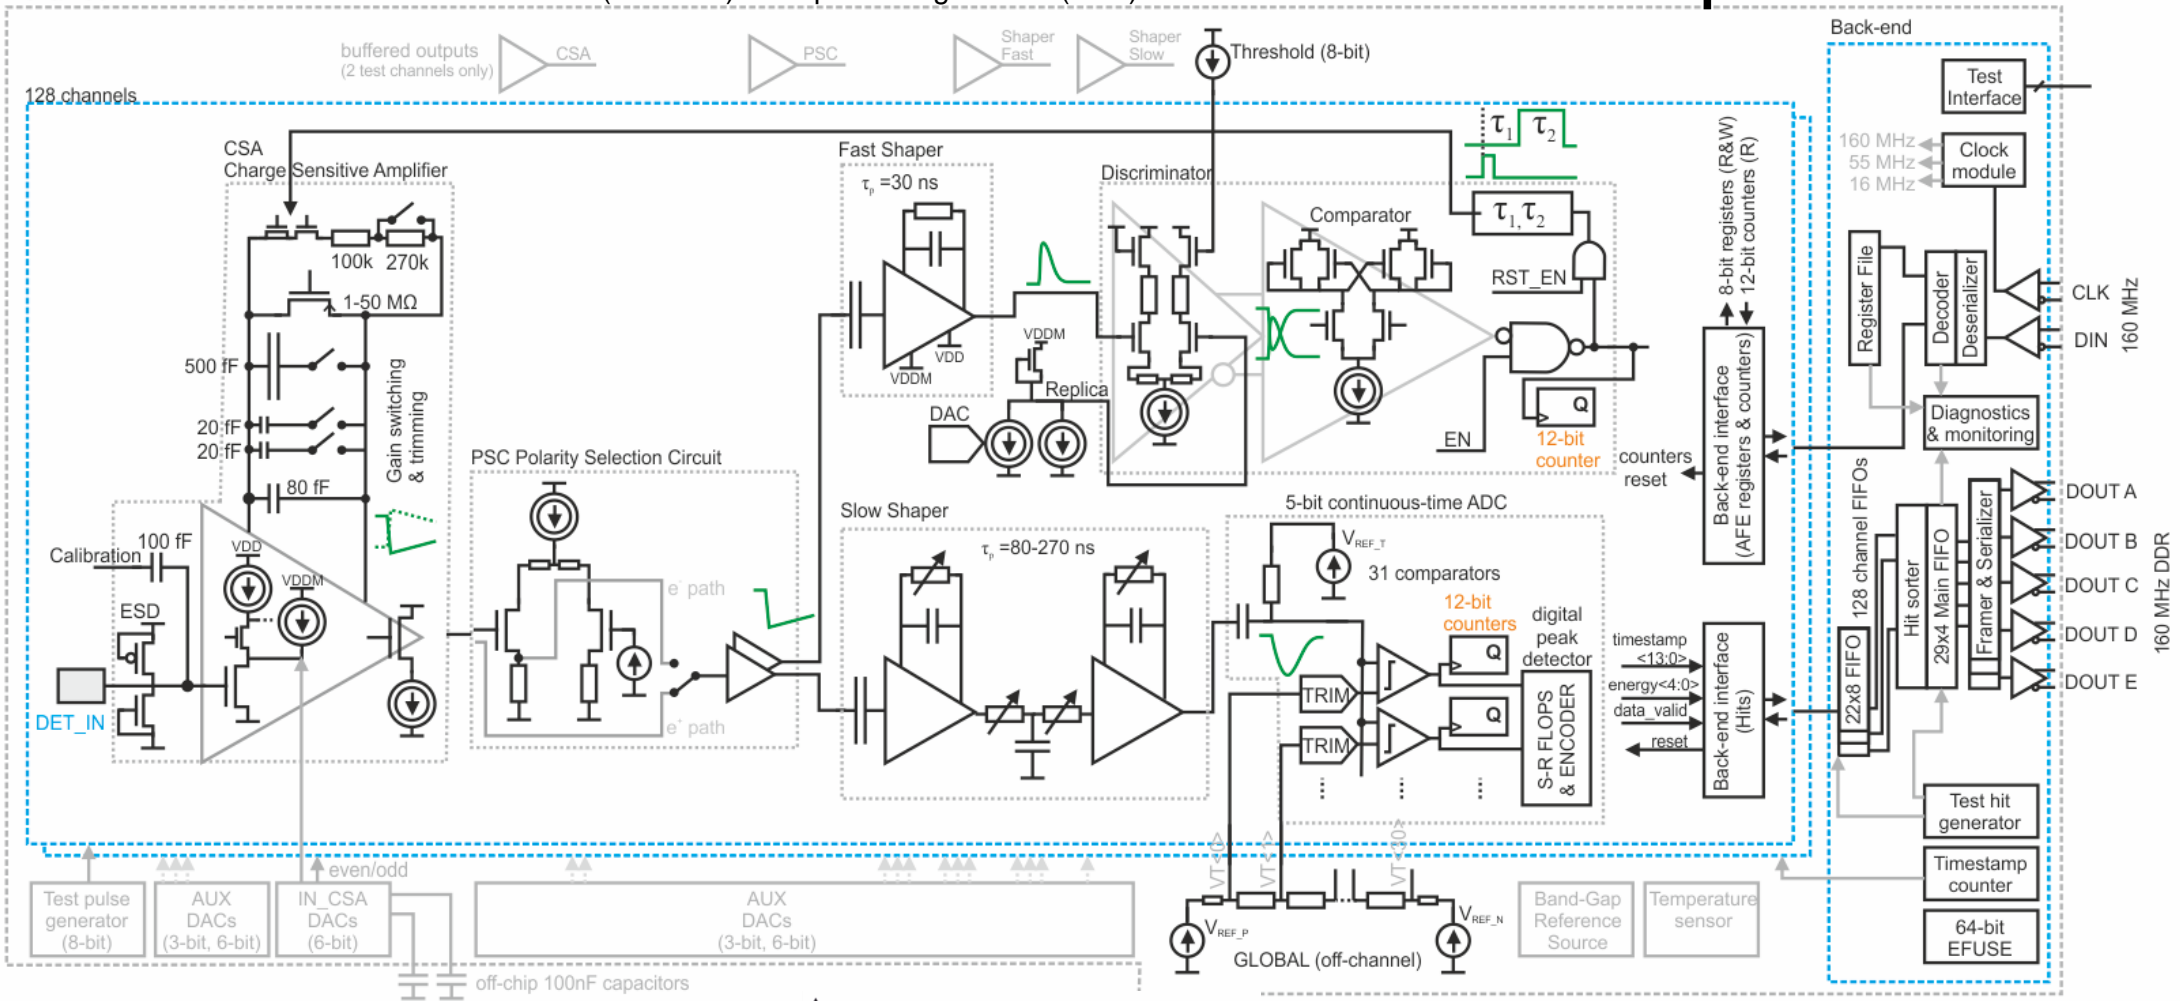 Back-end
buffered outputs
(2 test channels only)
CSA
PSC
Shaper
Fast
Shaper
Slow
Threshold (8-bit)
128 channels
Test
Interface
CSA
Charge Sensitive Amplifier
Fast Shaper
τp =30 ns
Discriminator
τ1
τ2
τ1,τ2
Comparator
RST_EN
8-bit registers (R&W)
12-bit counters (R)
160 MHz
55 MHz
16 MHz
Clock
module
100k
270k
1-50 MΩ
500 fF
20 fF
20 fF
80 fF
Gain switching
& trimming
VDD
VDDM
VDDM
Replica
DAC
EN
Q
12-bit
counter
Register File
Decoder
Deserializer
CLK
DIN
160 MHz
Diagnostics
& monitoring
counters
reset
Back-end interface
(AFE registers & counters)
PSC Polarity Selection Circuit
Calibration
100 fF
VDD
VDDM
ESD
DET_IN
e- path
e+ path
Slow Shaper
τp =80-270 ns
5-bit continuous-time ADC
VREF_T
31 comparators
12-bit
counters
Q
Q
digital
peak
detector
TRIM
TRIM
S-R FLOPS
& ENCODER
timestamp
<13:0>
energy<4:0>
data_valid
reset
Back-end interface
(Hits)
128 channel FIFOs
22x8 FIFO
Hit sorter
29x4 Main FIFO
Framer & Serializer
DOUT A
DOUT B
DOUT C
DOUT D
DOUT E
160 MHz DDR
Test hit
generator
Timestamp
counter
64-bit
EFUSE
even/odd
Test pulse
generator
(8-bit)
AUX
DACs
(3-bit, 6-bit)
IN_CSA
DACs
(6-bit)
AUX
DACs
(3-bit, 6-bit)
off-chip 100nF capacitors
VT<0>
VT<1>
VT<30>
VREF_P
VREF_N
GLOBAL (off-channel)
Band-Gap
Reference
Source
Temperature
sensor